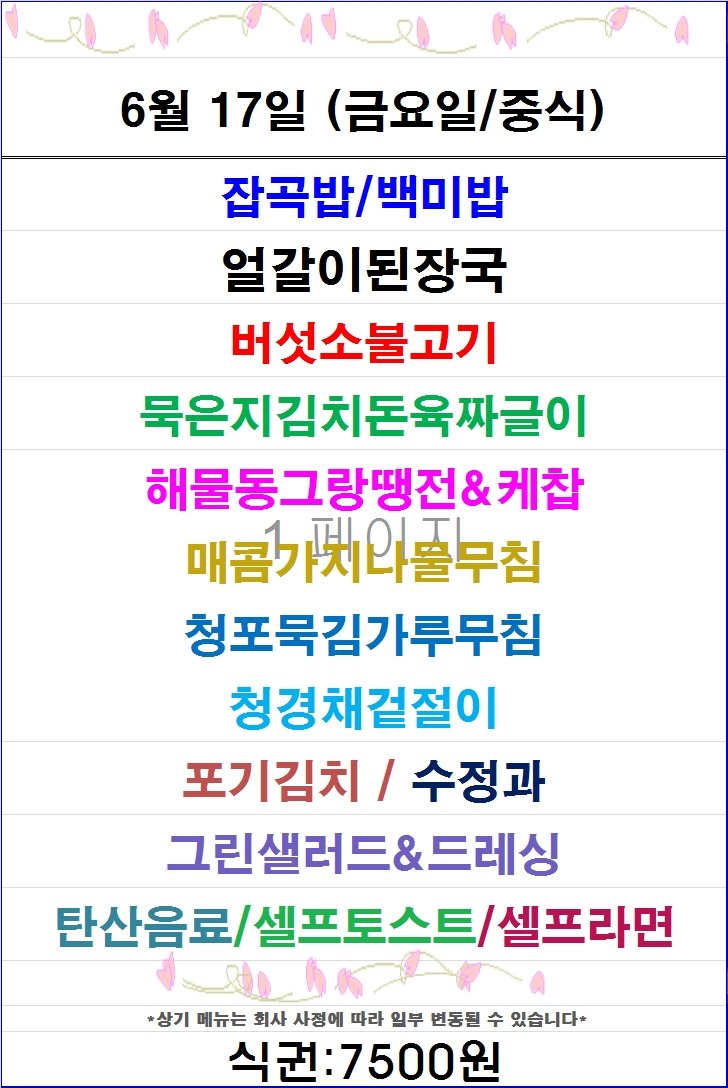 6월 17일 (금요일/중식)
잡곡밥/백미밥
얼갈이된장국
버섯소불고기
묵은지김치돈육짜글이
해물동그랑땡전&케찹
1 페이지
매콤가지나물무침
청포묵김가루무침
청경채겉절이
포기김치 / 수정과
그린샐러드&드레싱
탄산음료/셀프토스트/셀프라면
*상기 메뉴는 회사 사정에 따라 일부 변동될 수 있습니다*
식권:7500원